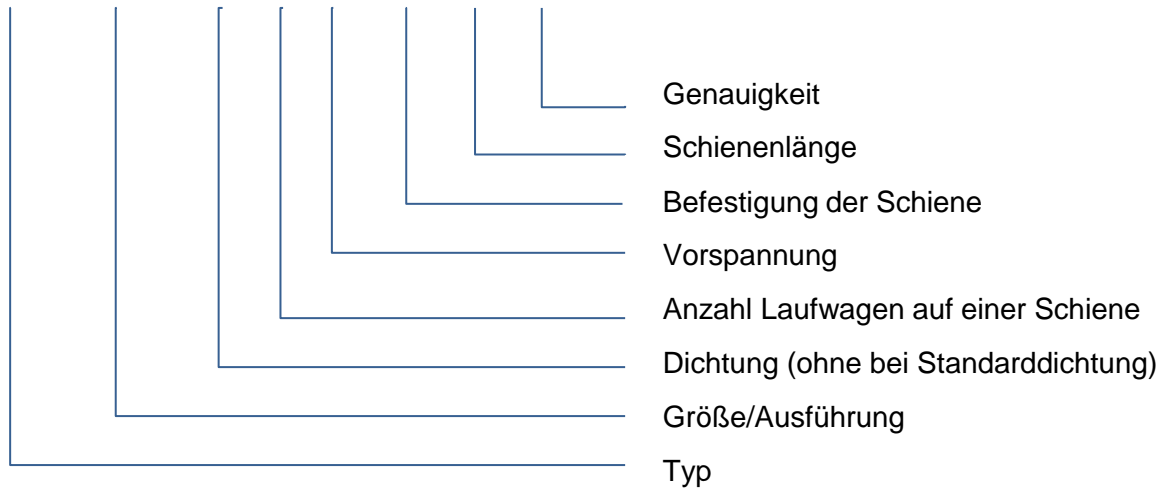 Genauigkeit
Schienenlänge
Befestigung der Schiene
Vorspannung
Anzahl Laufwagen auf einer Schiene
Dichtung (ohne bei Standarddichtung)
Größe/Ausführung
Typ